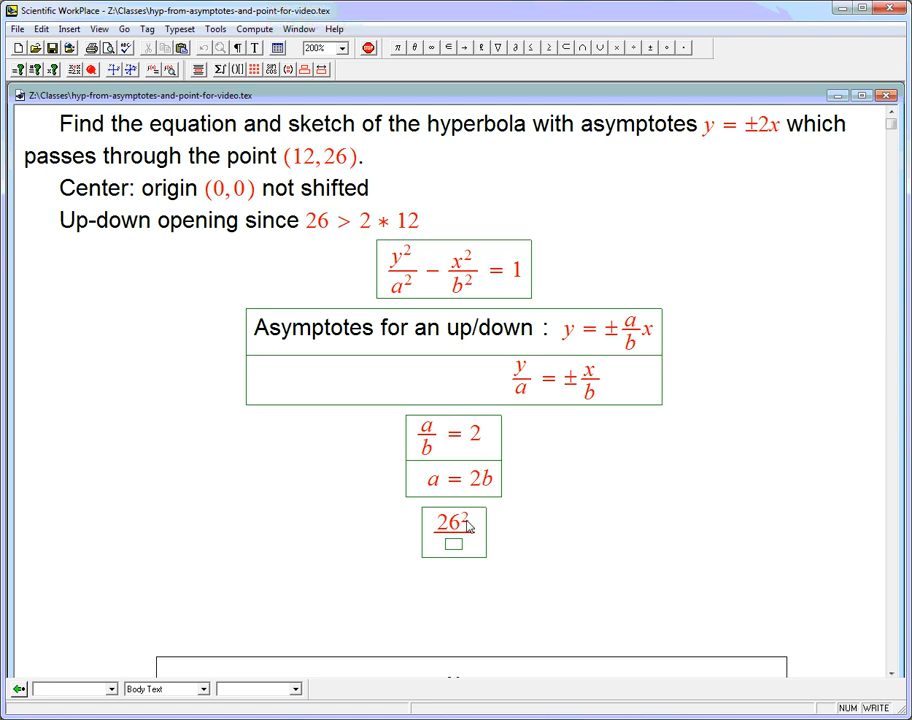 Scientific WorkPlace - Z:\Classes\hyp-from-asymptotes-and-point-for-video.tex
File Edit Insert View Go Tag Typeset Tools Compute Window Help
200%
Z:\Classes\hyp-from-asymptotes-and-point-for-video.tex
Find the equation and sketch of the hyperbola with asymptotes y = ±2x which
passes through the point (12,26).
Center: origin (0,0) not shifted
Up-down opening since 26 > 2 * 12
y²/a² − x²/b² = 1
Asymptotes for an up/down : y = ± a/b x
y/a = ± x/b
a/b = 2
a = 2b
26²
Body Text
NUM WRITE